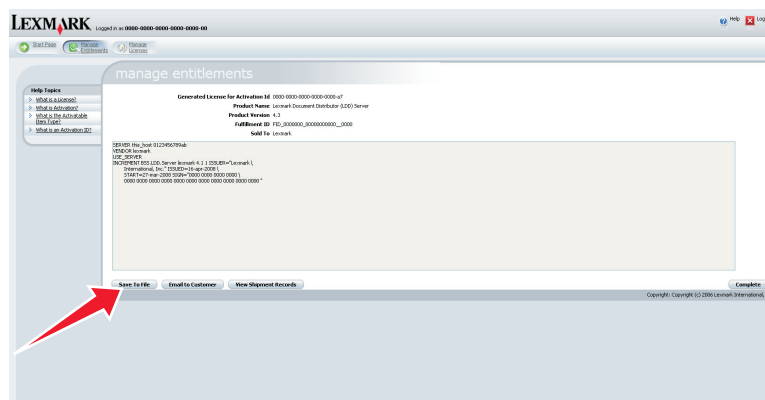 LEXMARK Logged in as 0000-0000-0000-0000-0000-00
Help Log
Start Page Manage Entitlements Manage Licenses
manage entitlements
Help Topics
What is a License?
What is Activation?
What is the Activatable
Item Type?
What is an Activation ID?
Generated License for Activation Id 0000-0000-0000-0000-0000-a7
Product Name Lexmark Document Distributor (LDD) Server
Product Version 4.3
Fulfillment ID FID_0000000_00000000000__0000
Sold To Lexmark
SERVER this_host 0123456789ab
VENDOR lexmark
USE_SERVER
INCREMENT BSS.LDD.Server lexmark 4.1 1 ISSUER="Lexmark \
International, Inc." ISSUED=16-apr-2008 \
START=27-mar-2008 SIGN="0000 0000 0000 0000 \
0000 0000 0000 0000 0000 0000 0000 0000 0000 0000 0000 "
Save To File Email to Customer View Shipment Records Complete
Copyright: Copyright (c) 2006 Lexmark International,